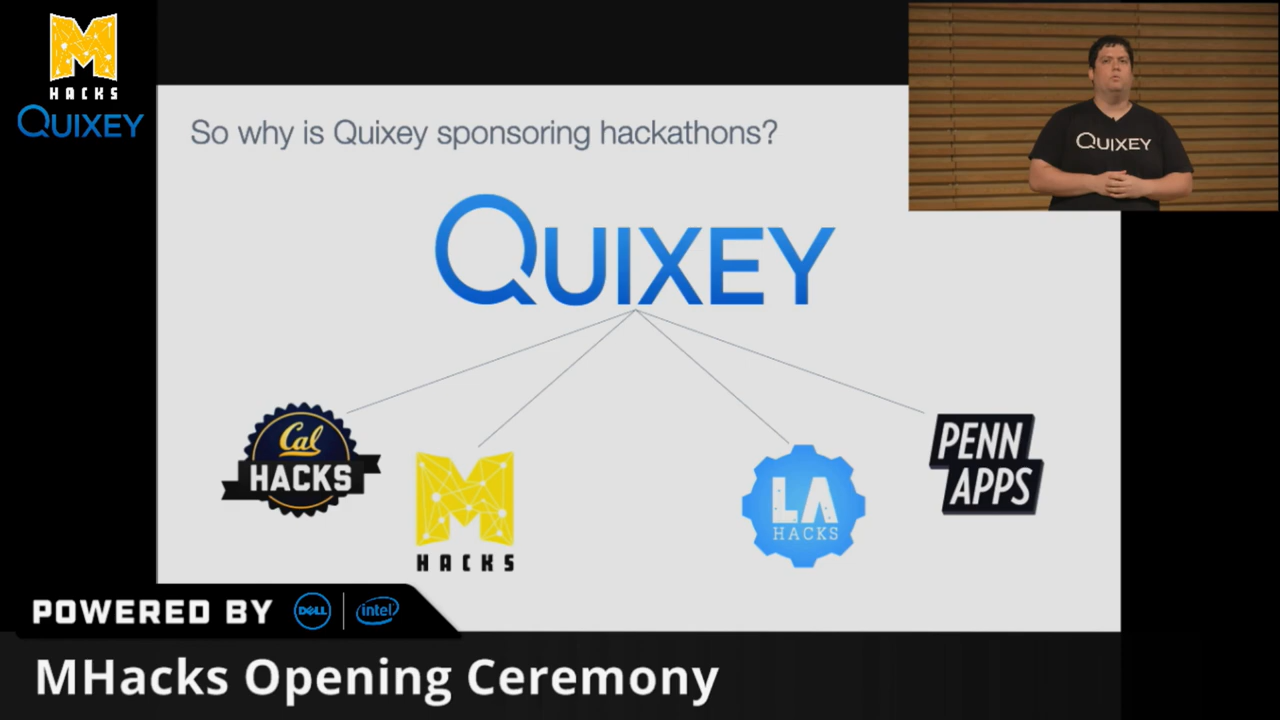 M
HACKS
QUIXEY
So why is Quixey sponsoring hackathons?
QUIXEY
QUIXEY
Cal
HACKS
M
HACKS
LA
HACKS
PENN
APPS
POWERED BY DELL intel
MHacks Opening Ceremony